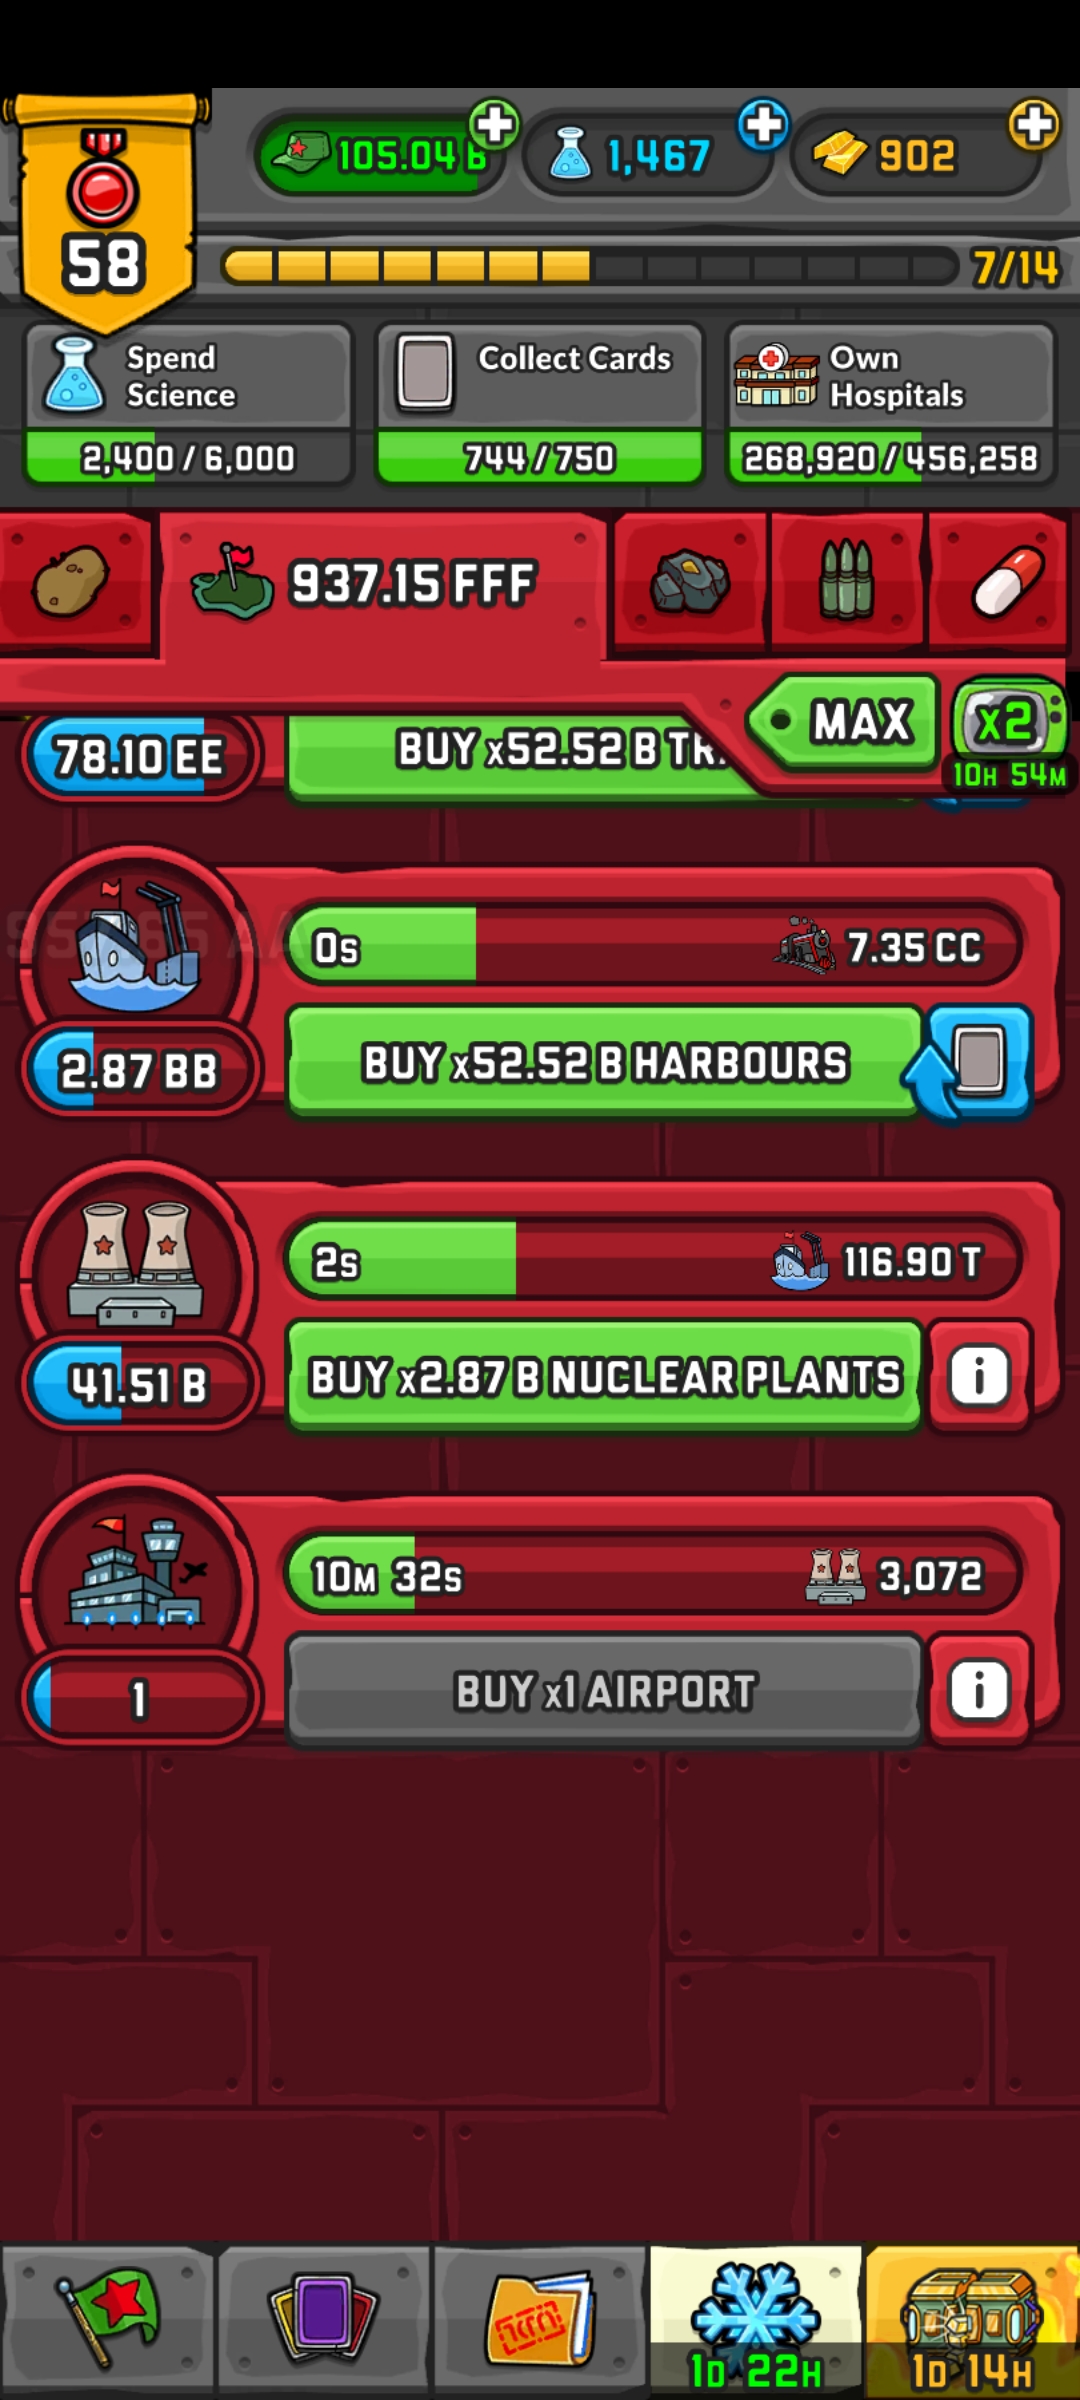 105.04 B
1,467
902
58
7/14
Spend
Science
2,400 / 6,000
Collect Cards
744 / 750
Own
Hospitals
268,920 / 456,258
937.15 FFF
MAX
x2
10H 54M
78.10 EE
BUY x52.52 B
0s
7.35 CC
2.87 BB
BUY x52.52 B HARBOURS
2s
116.90 T
41.51 B
BUY x2.87 B NUCLEAR PLANTS
i
10M 32s
3,072
1
BUY x1 AIRPORT
i
1D 22H
1D 14H